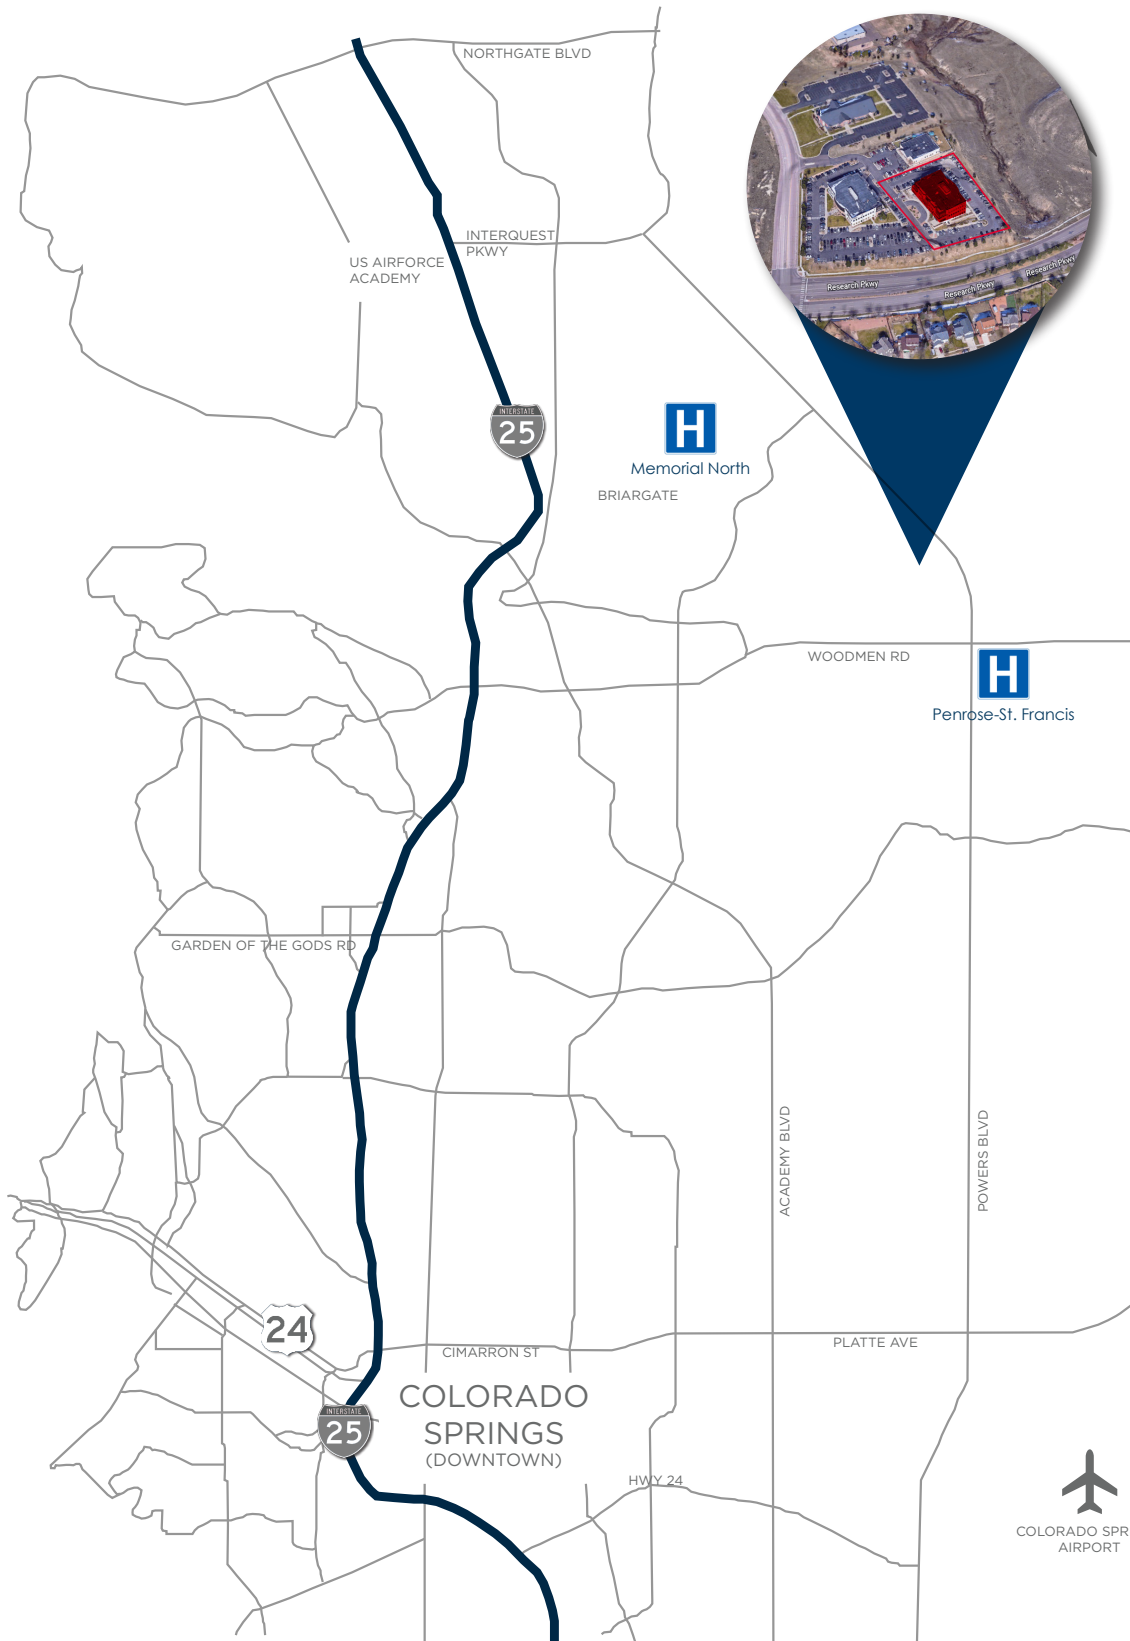 NORTHGATE BLVD
INTERQUEST
PKWY
US AIRFORCE
ACADEMY
Research Pkwy
Research Pkwy
Research Pkwy
INTERSTATE
25
H
Memorial North
BRIARGATE
WOODMEN RD
H
Penrose-St. Francis
GARDEN OF THE GODS RD
ACADEMY BLVD
POWERS BLVD
24
CIMARRON ST
PLATTE AVE
COLORADO
SPRINGS
(DOWNTOWN)
INTERSTATE
25
HWY 24
COLORADO SPR
AIRPORT